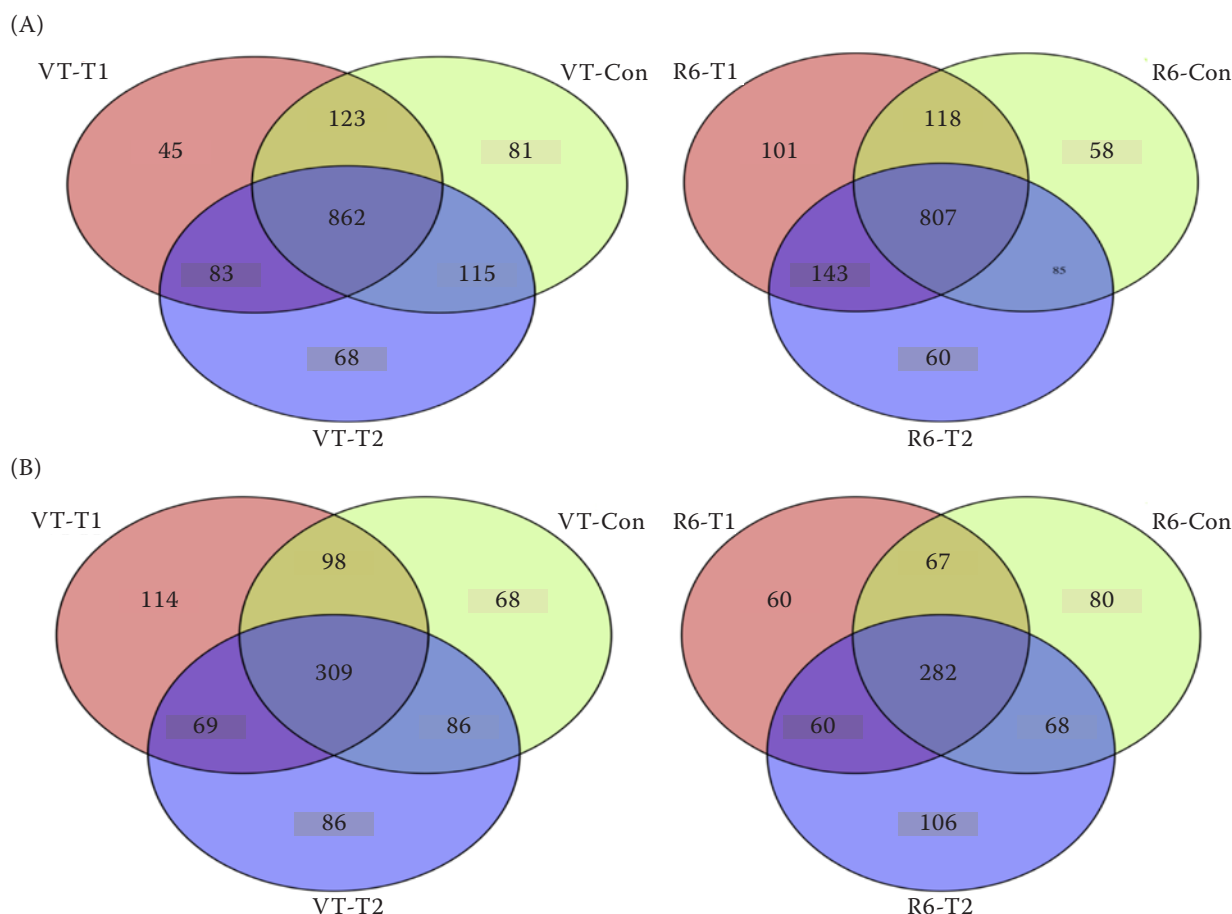 (A)
VT-T1 VT-Con R6-T1 R6-Con
123 118
45 81 101 58
862 807
83 115 143 85
68 60
VT-T2 R6-T2
(B)
VT-T1 VT-Con R6-T1 R6-Con
98 67
114 68 60 80
309 282
69 86 60 68
86 106
VT-T2 R6-T2